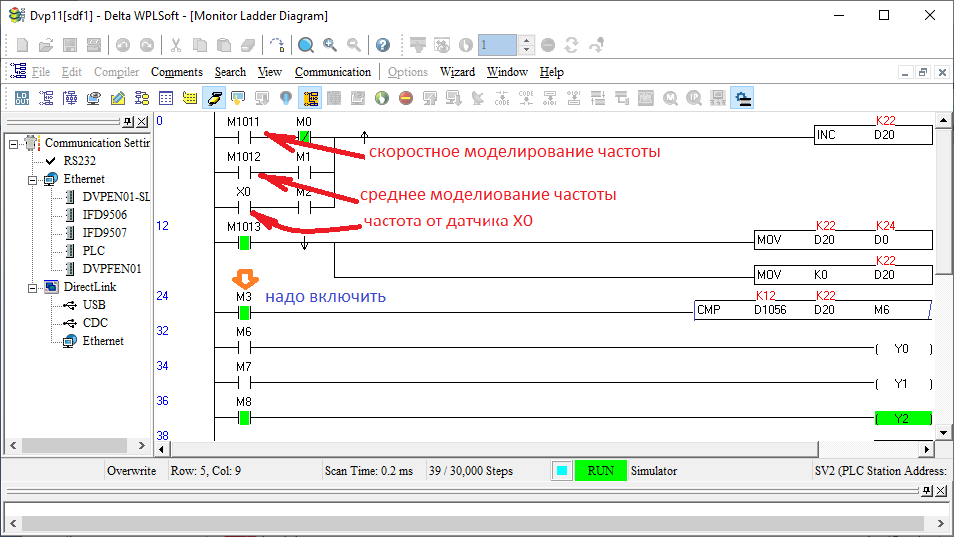 Dvp11[sdf1] - Delta WPLSoft - [Monitor Ladder Diagram]
1
File Edit Compiler Comments Search View Communication Options Wizard Window Help
0 M1011 M0 K22
INC D20
скоростное моделирование частоты
M1012 M1
среднее моделиование частоты
X0 M2
частота от датчика X0
12 M1013 K22 K24
MOV D20 D0
K22
MOV K0 D20
24 M3 надо включить K12 K22
CMP D1056 D20 M6
32 M6
Y0
34 M7
Y1
36 M8
Y2
38
Communication Settin
RS232
Ethernet
DVPEN01-SL
IFD9506
IFD9507
PLC
DVPFEN01
DirectLink
USB
CDC
Ethernet
Overwrite Row: 5, Col: 9 Scan Time: 0.2 ms 39 / 30,000 Steps RUN Simulator SV2 (PLC Station Address: